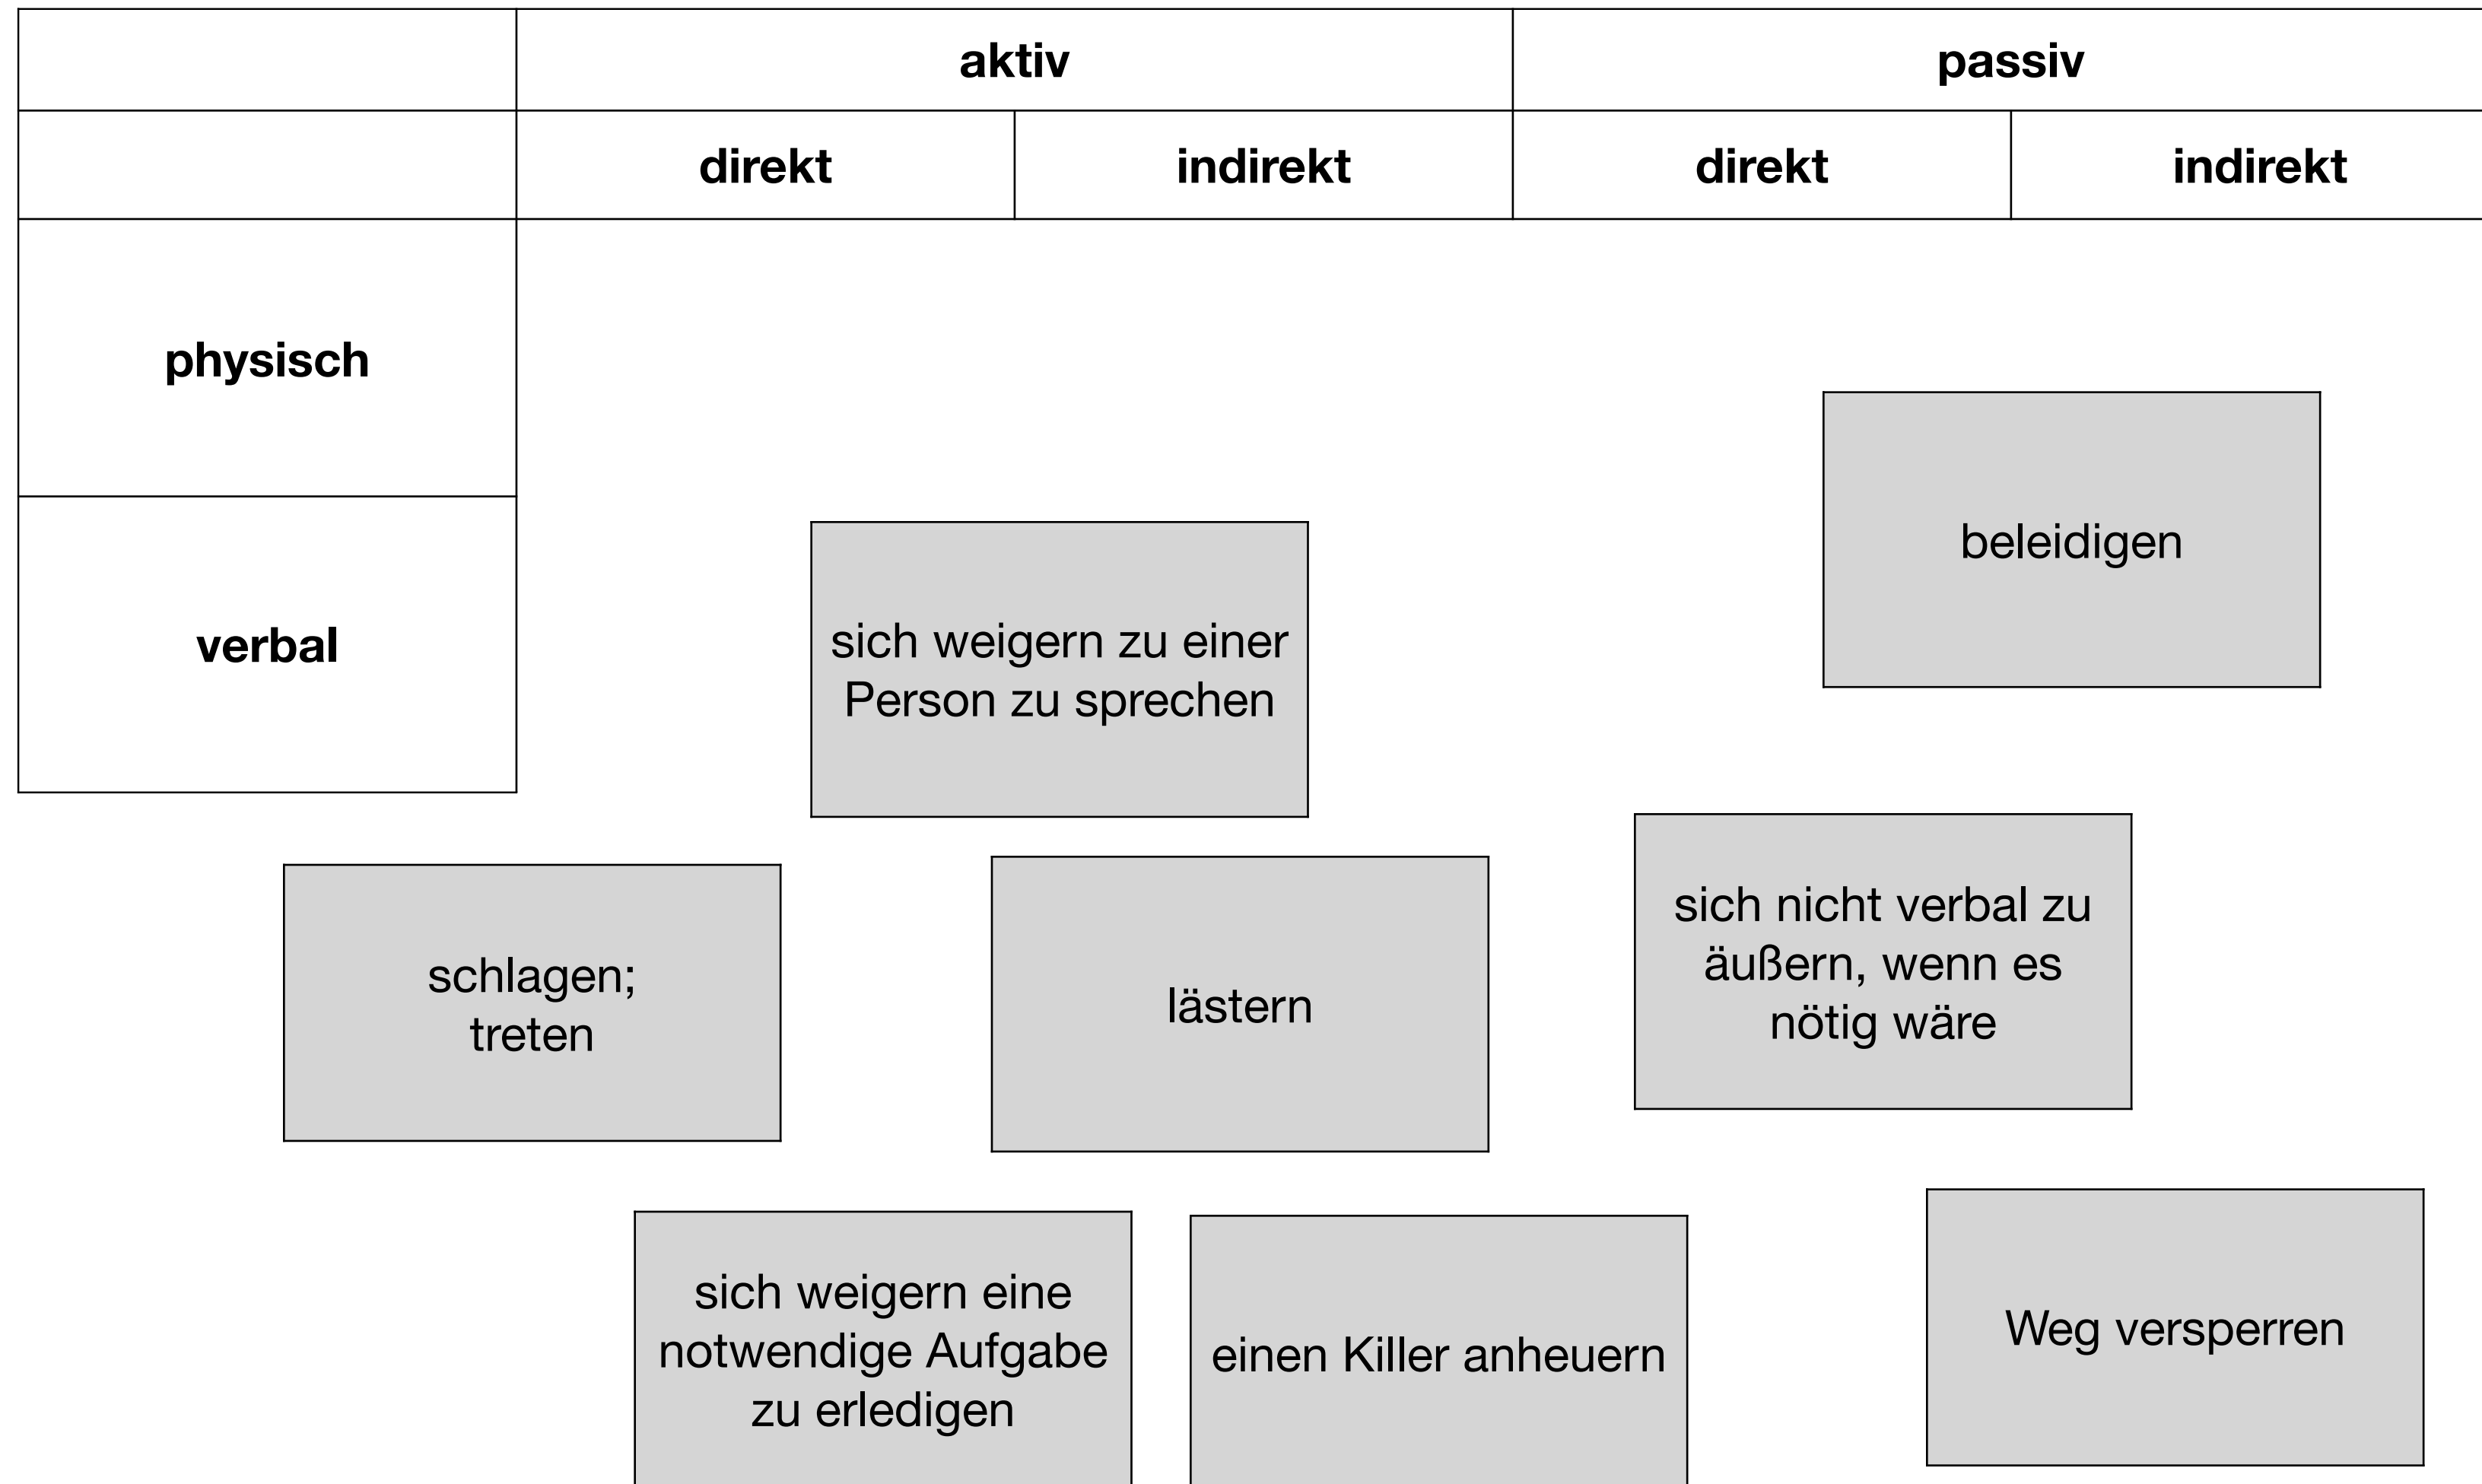 aktiv
passiv
direkt
indirekt
direkt
indirekt
physisch
beleidigen
verbal
sich weigern zu einer
Person zu sprechen
schlagen;
treten
lästern
sich nicht verbal zu
äußern, wenn es
nötig wäre
sich weigern eine
notwendige Aufgabe
zu erledigen
einen Killer anheuern
Weg versperren